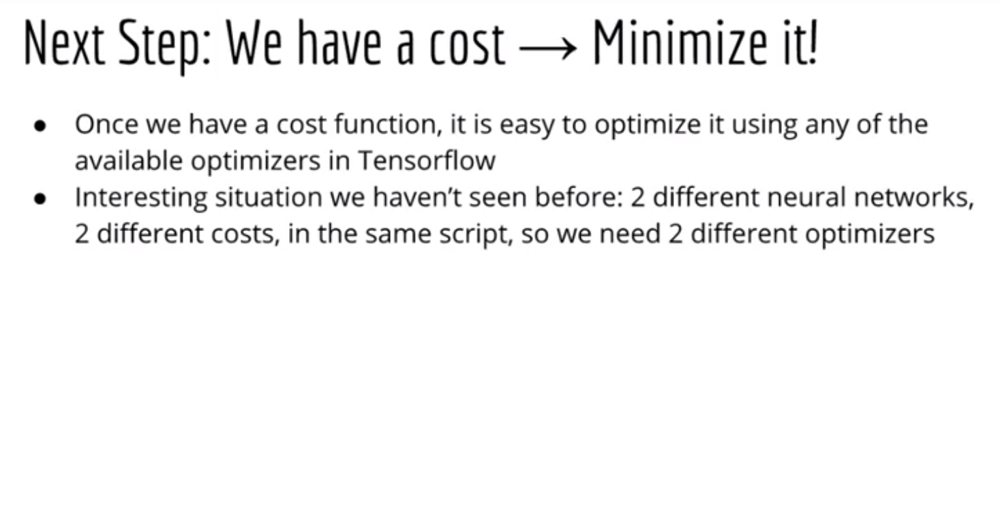 Next Step: We have a cost → Minimize it!
● Once we have a cost function, it is easy to optimize it using any of the
available optimizers in Tensorflow
● Interesting situation we haven’t seen before: 2 different neural networks,
2 different costs, in the same script, so we need 2 different optimizers